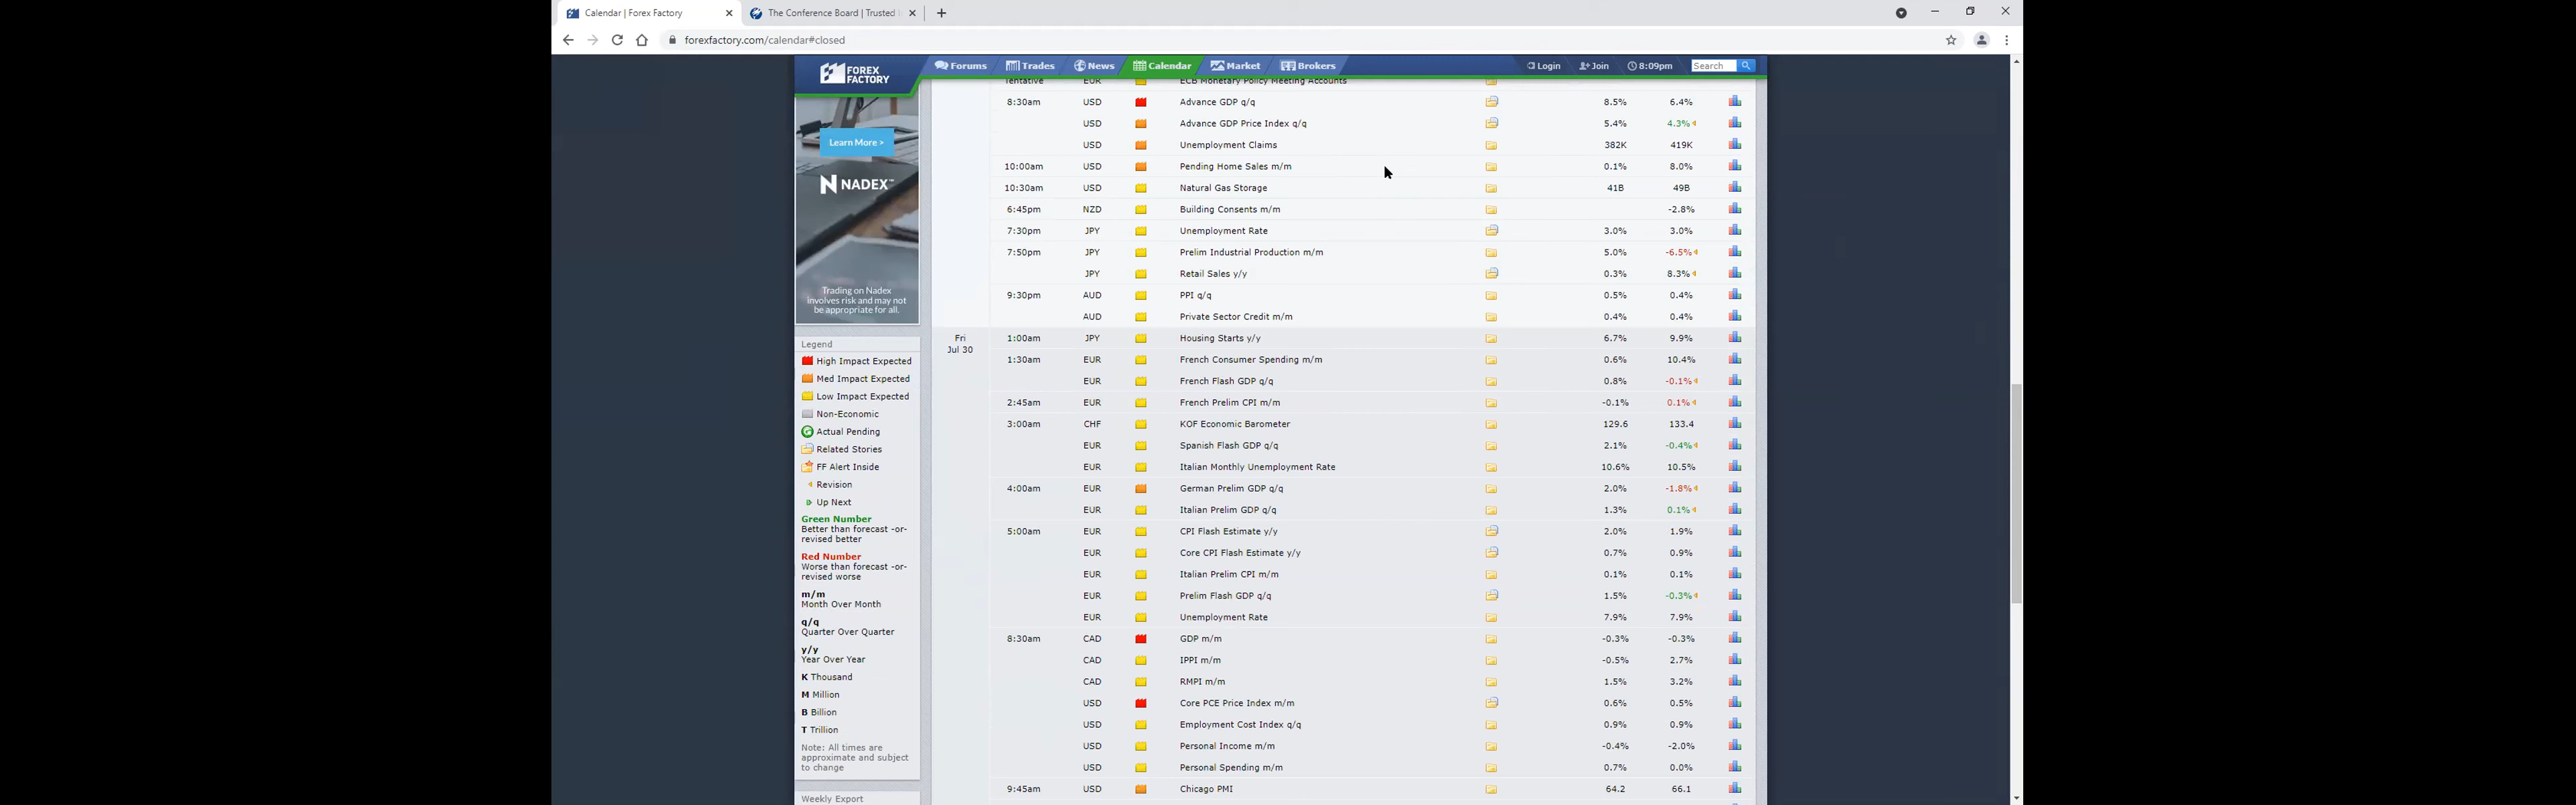 Calendar | Forex Factory
The Conference Board | Trusted
forexfactory.com/calendar#closed
FOREX FACTORY
Forums Trades News Calendar Market Brokers Login Join 8:09pm Search
Tentative EUR ECB Monetary Policy Meeting Accounts
8:30am USD Advance GDP q/q 8.5% 6.4%
USD Advance GDP Price Index q/q 5.4% 4.3%
USD Unemployment Claims 382K 419K
10:00am USD Pending Home Sales m/m 0.1% 8.0%
10:30am USD Natural Gas Storage 41B 49B
6:45pm NZD Building Consents m/m -2.8%
7:30pm JPY Unemployment Rate 3.0% 3.0%
7:50pm JPY Prelim Industrial Production m/m 5.0% -6.5%
JPY Retail Sales y/y 0.3% 8.3%
9:30pm AUD PPI q/q 0.5% 0.4%
AUD Private Sector Credit m/m 0.4% 0.4%
Fri
Jul 30
1:00am JPY Housing Starts y/y 6.7% 9.9%
1:30am EUR French Consumer Spending m/m 0.6% 10.4%
EUR French Flash GDP q/q 0.8% -0.1%
2:45am EUR French Prelim CPI m/m -0.1% 0.1%
3:00am CHF KOF Economic Barometer 129.6 133.4
EUR Spanish Flash GDP q/q 2.1% -0.4%
EUR Italian Monthly Unemployment Rate 10.6% 10.5%
4:00am EUR German Prelim GDP q/q 2.0% -1.8%
EUR Italian Prelim GDP q/q 1.3% 0.1%
5:00am EUR CPI Flash Estimate y/y 2.0% 1.9%
EUR Core CPI Flash Estimate y/y 0.7% 0.9%
EUR Italian Prelim CPI m/m 0.1% 0.1%
EUR Prelim Flash GDP q/q 1.5% -0.3%
EUR Unemployment Rate 7.9% 7.9%
8:30am CAD GDP m/m -0.3% -0.3%
CAD IPPI m/m -0.5% 2.7%
CAD RMPI m/m 1.5% 3.2%
USD Core PCE Price Index m/m 0.6% 0.5%
USD Employment Cost Index q/q 0.9% 0.9%
USD Personal Income m/m -0.4% -2.0%
USD Personal Spending m/m 0.7% 0.0%
9:45am USD Chicago PMI 64.2 66.1
Learn More >
NADEX
Trading on Nadex
involves risk and may not
be appropriate for all.
Legend
High Impact Expected
Med Impact Expected
Low Impact Expected
Non-Economic
Actual Pending
Related Stories
FF Alert Inside
Revision
Up Next
Green Number
Better than forecast -or-
revised better
Red Number
Worse than forecast -or-
revised worse
m/m
Month Over Month
q/q
Quarter Over Quarter
y/y
Year Over Year
K Thousand
M Million
B Billion
T Trillion
Note: All times are
approximate and subject
to change
Weekly Export